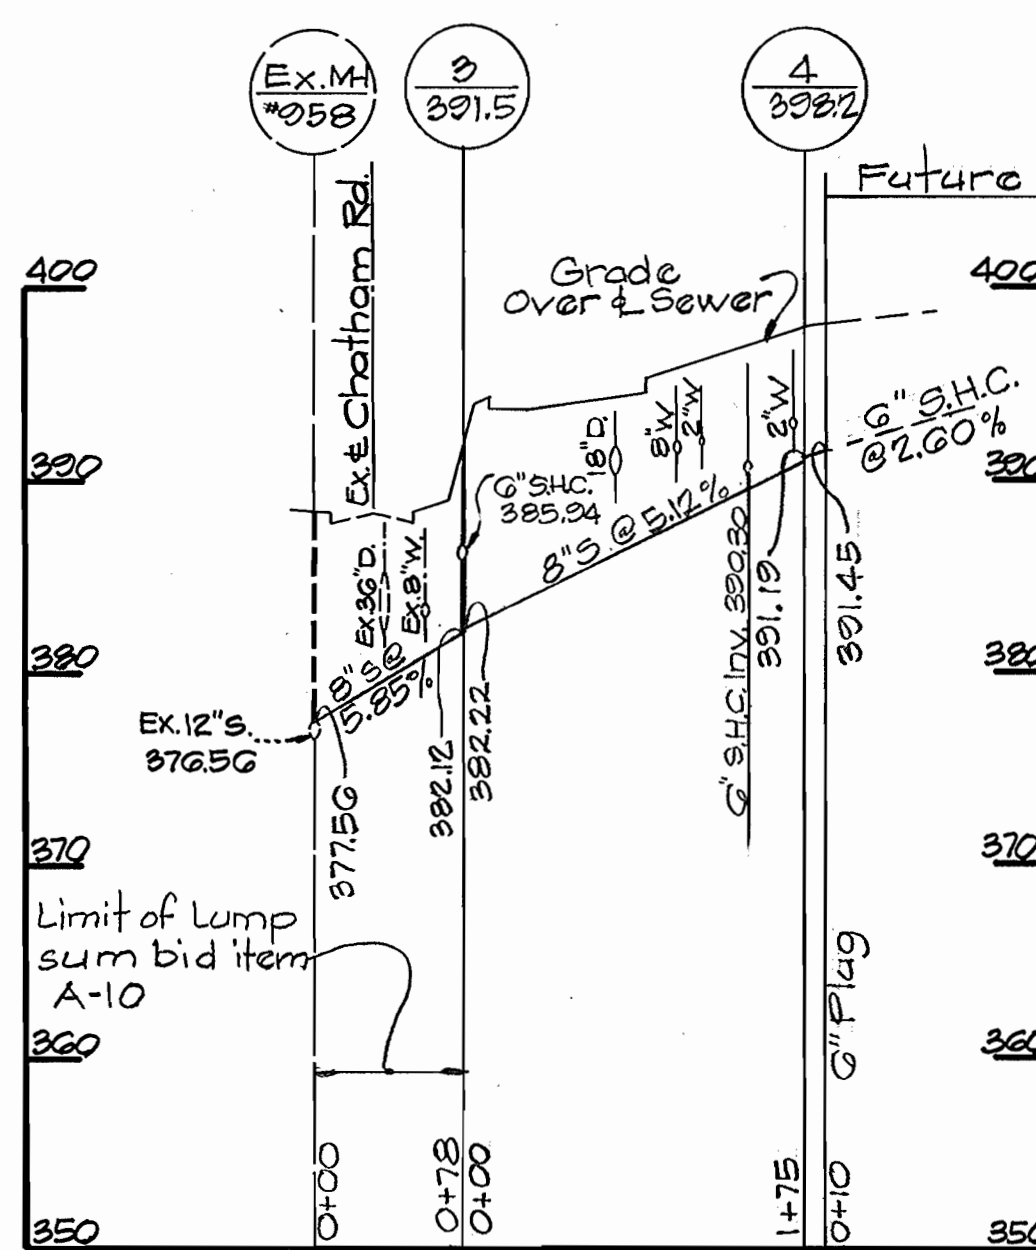 Ex.MH
#958
3
391.5
4
398.2
Future
Ex. ℄ Chatham Rd.
Grade
Over ℄ Sewer
400
400
390
390
380
380
370
370
360
360
350
350
18"D.
8"W
2"W
2"W
6" S.H.C.
@2.60%
6"S.H.C.
385.94
8"S. @ 5.12%
Ex.36"D.
Ex.8"W.
8"S@
5.85%
Ex.12"S.
376.56
377.56
382.12
382.22
6" S.H.C. Inv. 390.30
391.19
391.45
Limit of Lump
sum bid item
A-10
6" Plug
0+00
0+78
0+00
1+75
0+10